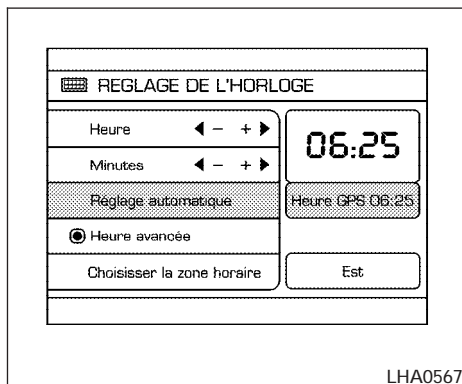 REGLAGE DE L'HORLOGE
Heure - +
Minutes - +
06:25
Réglage automatique
Heure GPS 06:25
Heure avancée
Choisisser la zone horaire
Est
LHA0567